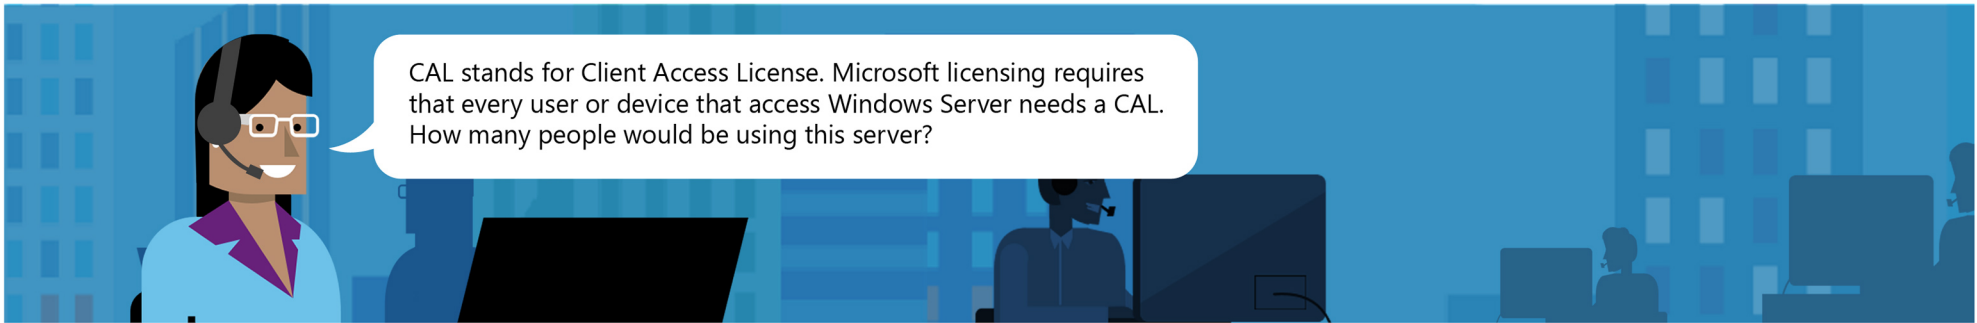 CAL stands for Client Access License. Microsoft licensing requires
that every user or device that access Windows Server needs a CAL.
How many people would be using this server?